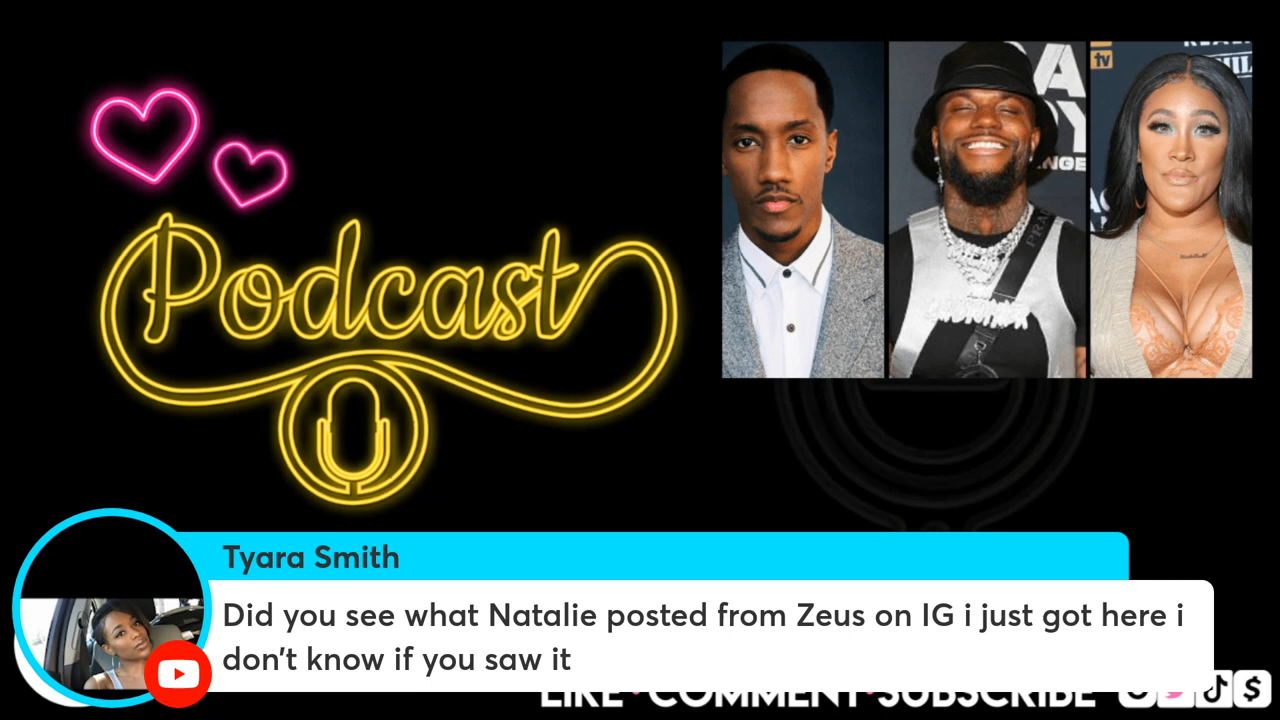 Podcast
tv
Tyara Smith
Did you see what Natalie posted from Zeus on IG i just got here i
don't know if you saw it
LIKE • COMMENT • SUBSCRIBE
$